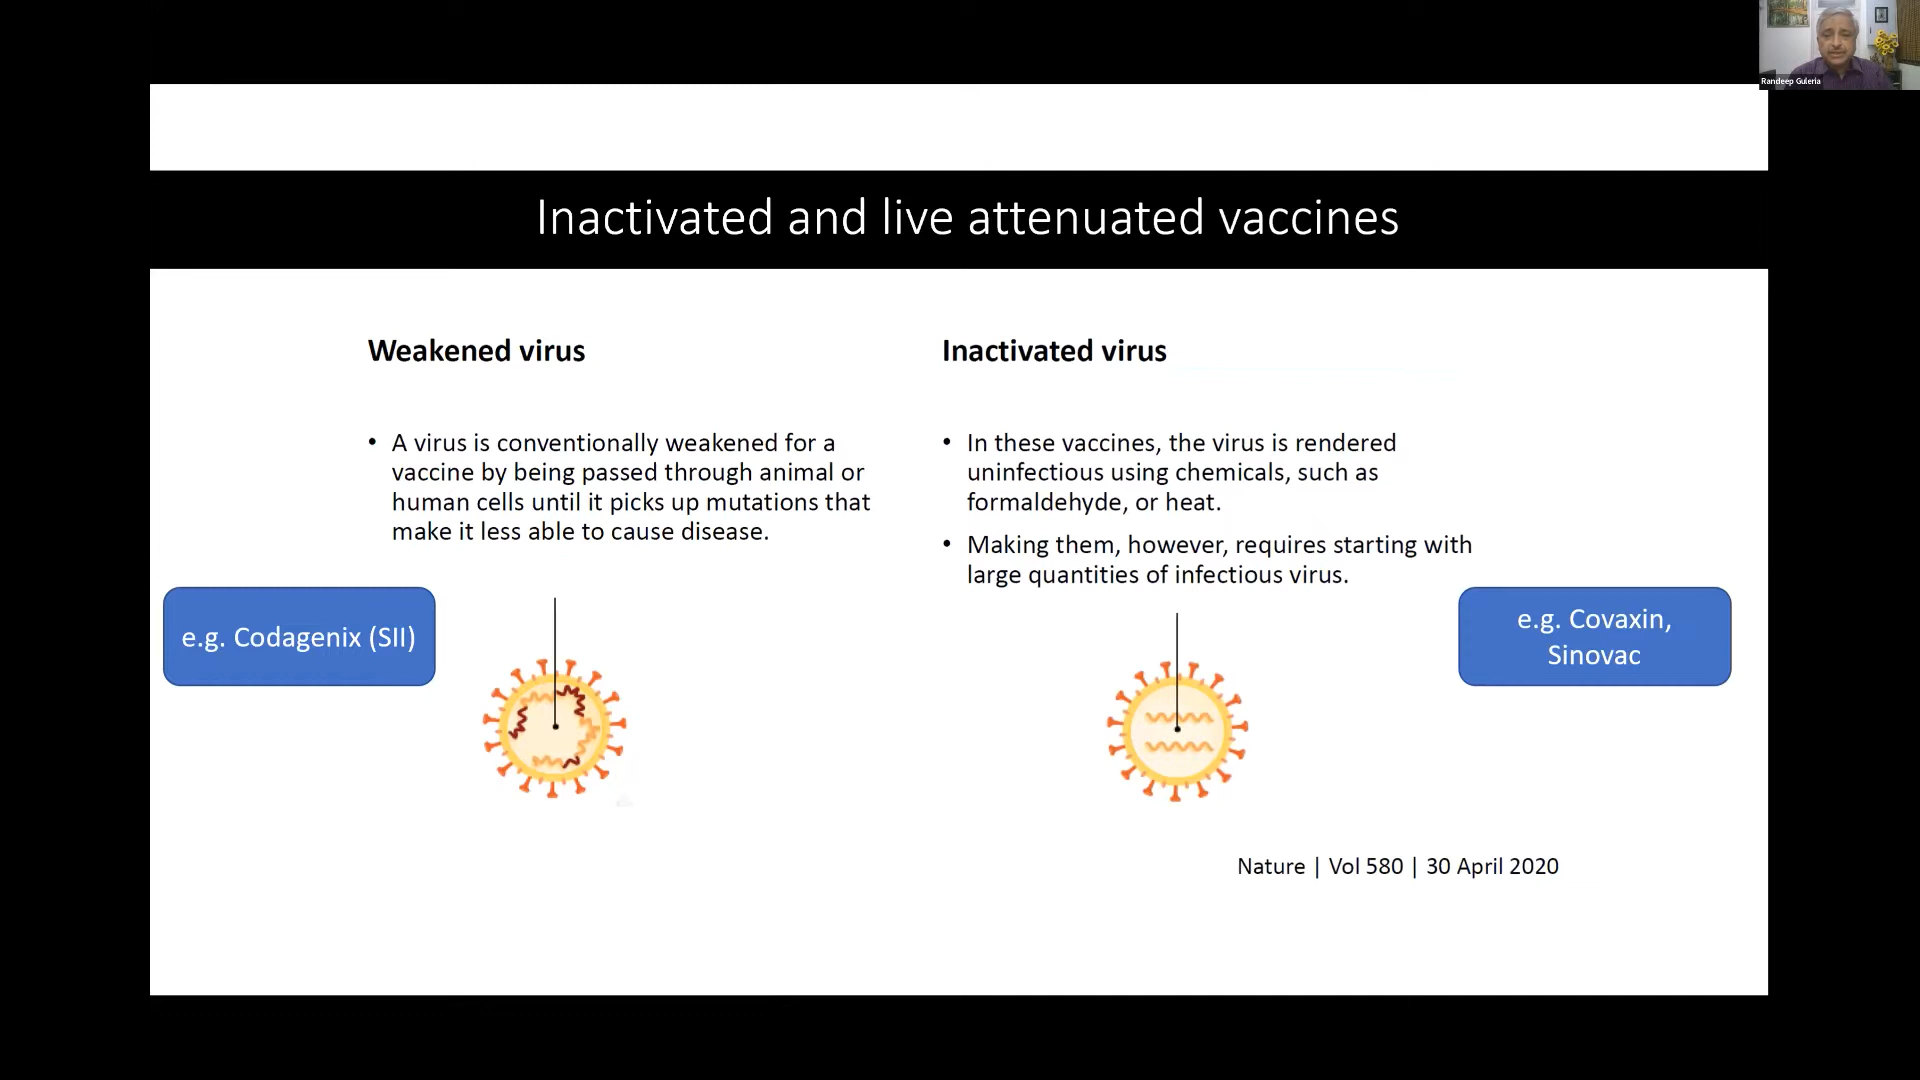 Randeep Guleria
Inactivated and live attenuated vaccines
Weakened virus
• A virus is conventionally weakened for a
vaccine by being passed through animal or
human cells until it picks up mutations that
make it less able to cause disease.
e.g. Codagenix (SII)
Inactivated virus
• In these vaccines, the virus is rendered
uninfectious using chemicals, such as
formaldehyde, or heat.
• Making them, however, requires starting with
large quantities of infectious virus.
e.g. Covaxin,
Sinovac
Nature | Vol 580 | 30 April 2020